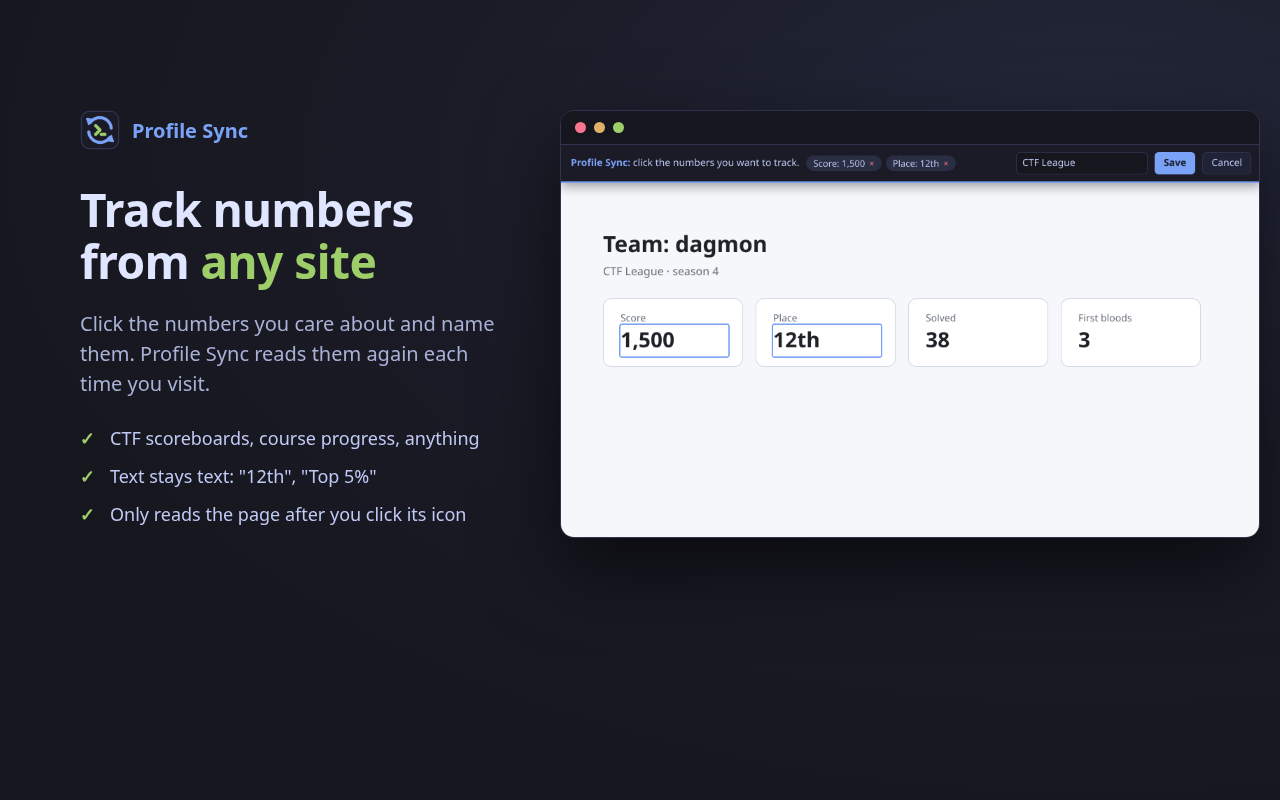 Profile Sync
Track numbers
from any site
Click the numbers you care about and name
them. Profile Sync reads them again each
time you visit.
✓ CTF scoreboards, course progress, anything
✓ Text stays text: "12th", "Top 5%"
✓ Only reads the page after you click its icon
Profile Sync: click the numbers you want to track. Score: 1,500 × Place: 12th × CTF League Save Cancel
Team: dagmon
CTF League · season 4
Score Place Solved First bloods
1,500 12th 38 3